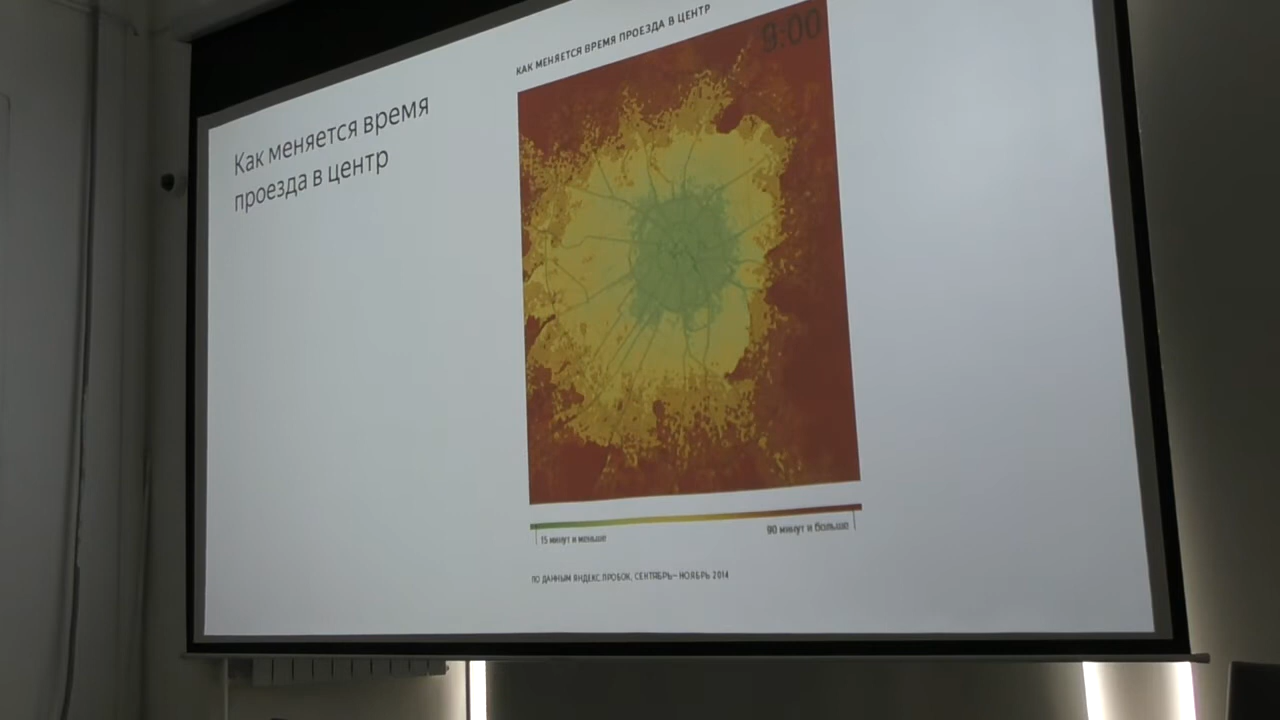 Как меняется время
проезда в центр
КАК МЕНЯЕТСЯ ВРЕМЯ ПРОЕЗДА В ЦЕНТР
9:00
15 минут и меньше
90 минут и больше
ПО ДАННЫМ ЯНДЕКС.ПРОБОК, СЕНТЯБРЬ—НОЯБРЬ 2014